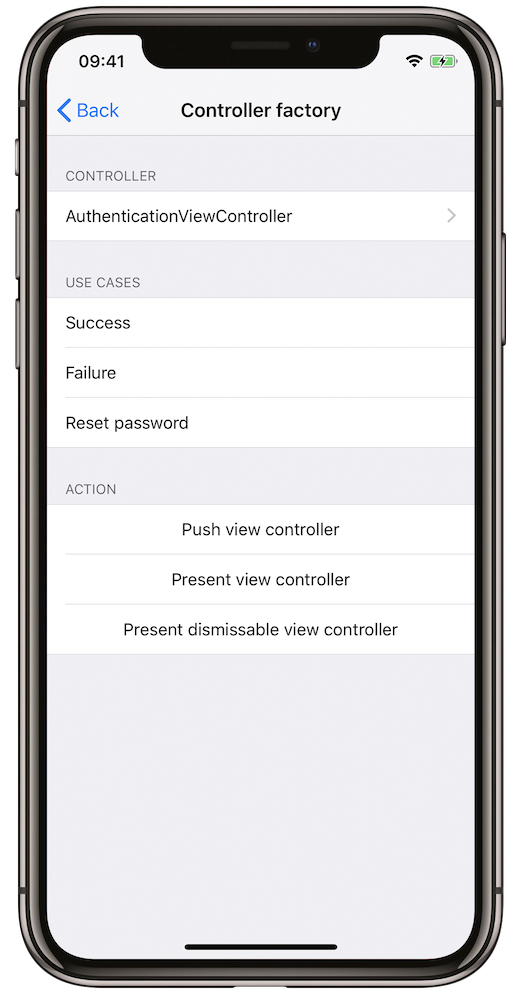 09:41
Back
Controller factory
CONTROLLER
AuthenticationViewController
USE CASES
Success
Failure
Reset password
ACTION
Push view controller
Present view controller
Present dismissable view controller